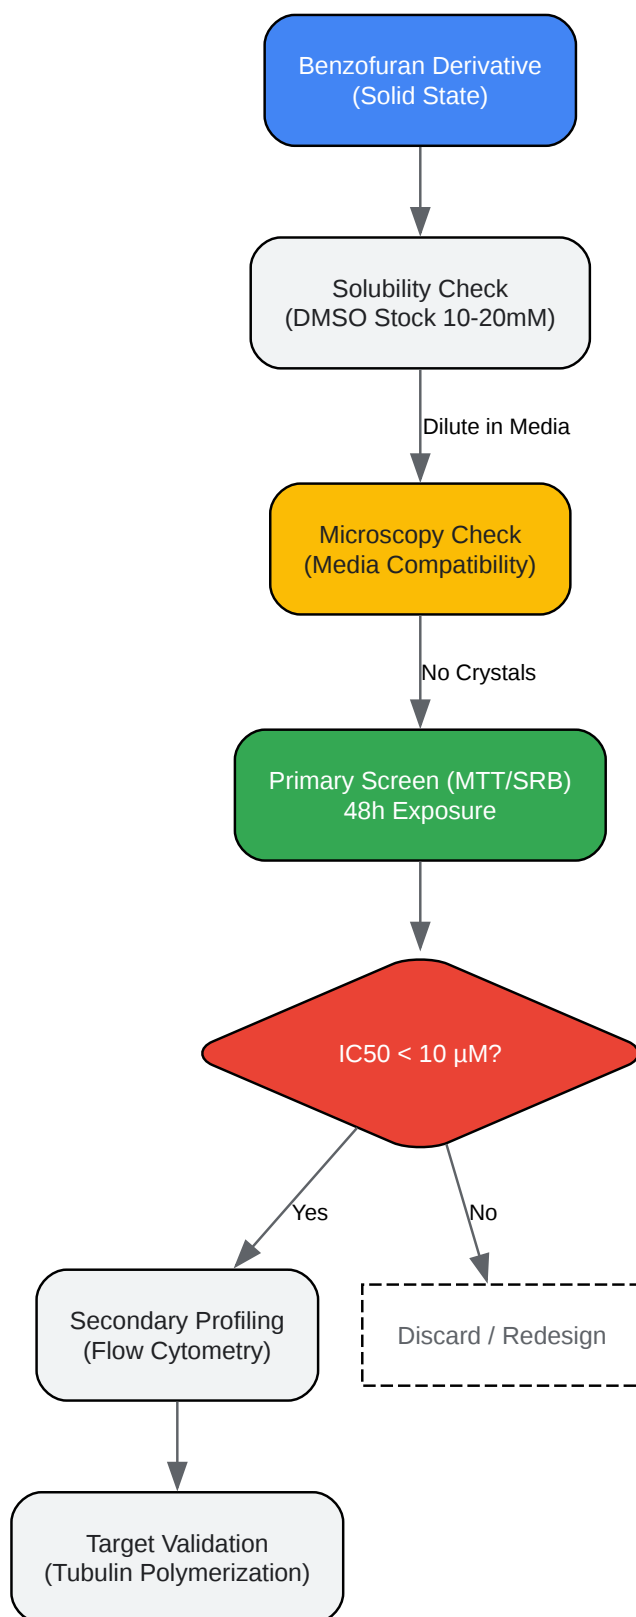 Benzofuran Derivative
(Solid State)
Solubility Check
(DMSO Stock 10-20mM)
Dilute in Media
Microscopy Check
(Media Compatibility)
No Crystals
Primary Screen (MTT/SRB)
48h Exposure
IC50 < 10 µM?
Yes
No
Secondary Profiling
(Flow Cytometry)
Discard / Redesign
Target Validation
(Tubulin Polymerization)